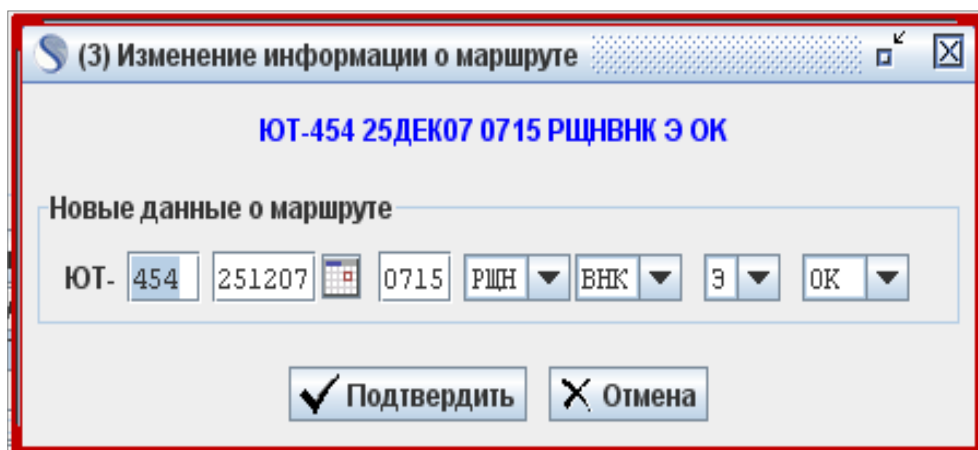 (3) Изменение информации о маршруте
ЮТ-454 25ДЕК07 0715 РЩНВНК Э ОК
Новые данные о маршруте
ЮТ- 454 251207 0715 РЩН ВНК Э ОК
Подтвердить Отмена